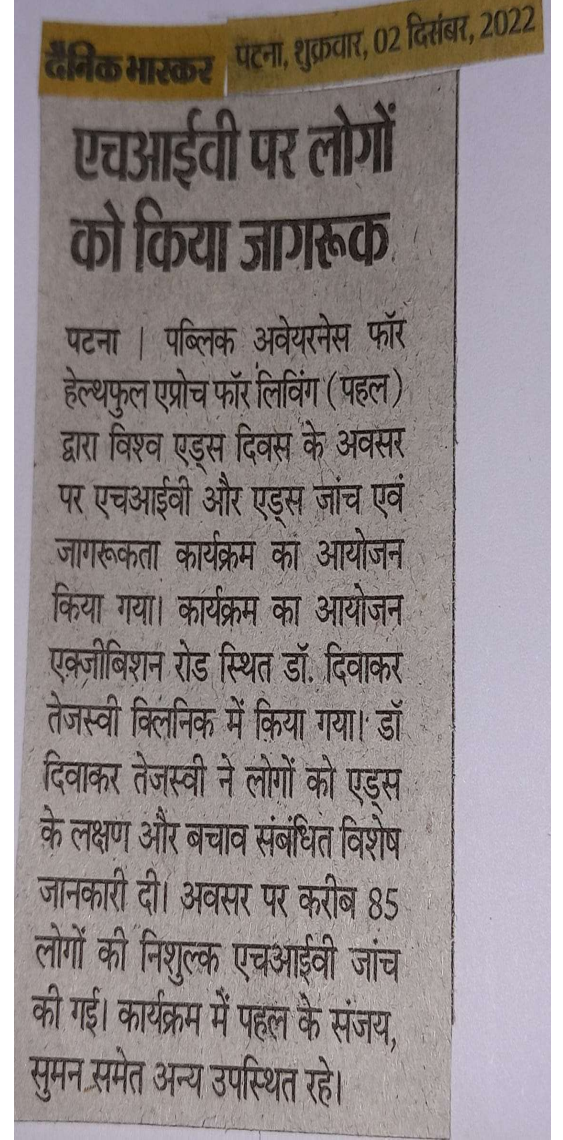 दैनिक भास्कर
पटना, शुक्रवार, 02 दिसंबर, 2022
एचआईवी पर लोगों
को किया जागरूक
पटना | पब्लिक अवेयरनेस फॉर
हेल्थफुल एप्रोच फॉर लिविंग (पहल)
द्वारा विश्व एड्स दिवस के अवसर
पर एचआईवी और एड्स जांच एवं
जागरूकता कार्यक्रम का आयोजन
किया गया। कार्यक्रम का आयोजन
एक्जीबिशन रोड स्थित डॉ. दिवाकर
तेजस्वी क्लिनिक में किया गया। डॉ
दिवाकर तेजस्वी ने लोगों को एड्स
के लक्षण और बचाव संबंधित विशेष
जानकारी दी। अवसर पर करीब 85
लोगों की निशुल्क एचआईवी जांच
की गई। कार्यक्रम में पहल के संजय,
सुमन समेत अन्य उपस्थित रहे।